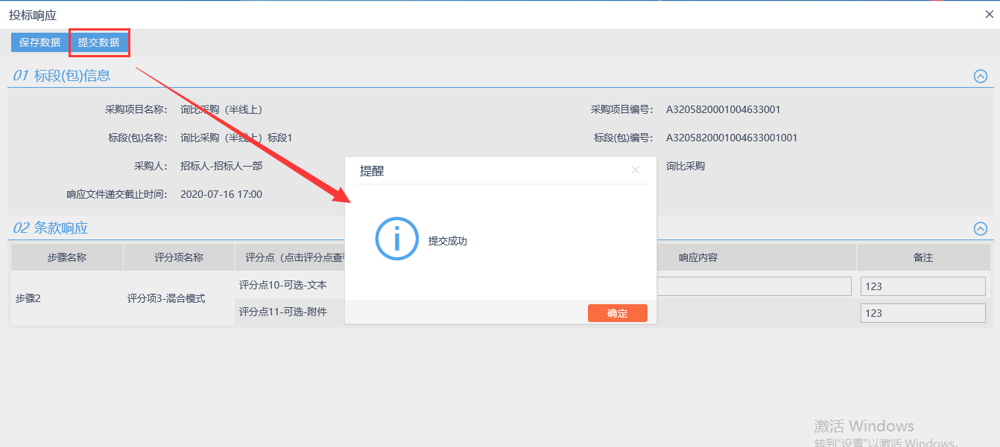 投标响应
保存数据 提交数据
01 标段(包)信息
采购项目名称： 询比采购（半线上） 采购项目编号： A3205820001004633001
标段(包)名称： 询比采购（半线上）标段1 标段(包)编号： A3205820001004633001001
采购人： 招标人-招标人一部 询比采购
响应文件递交截止时间： 2020-07-16 17:00
提醒
提交成功
确定
02 条款响应
步骤名称 评分项名称 评分点（点击评分点查 响应内容 备注
步骤2 评分项3-混合模式 评分点10-可选-文本 123
评分点11-可选-附件 123
激活 Windows
转到"设置"以激活 Windows。